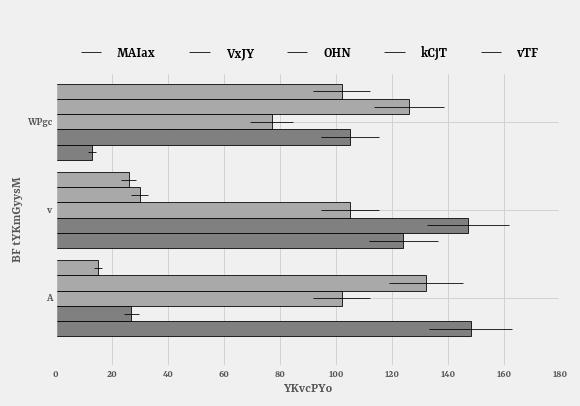 MAIax VxJY OHN kCjT vTF
WPgc
v
A
BF tYKmGyysM
0 20 40 60 80 100 120 140 160 180
YKvcPYo